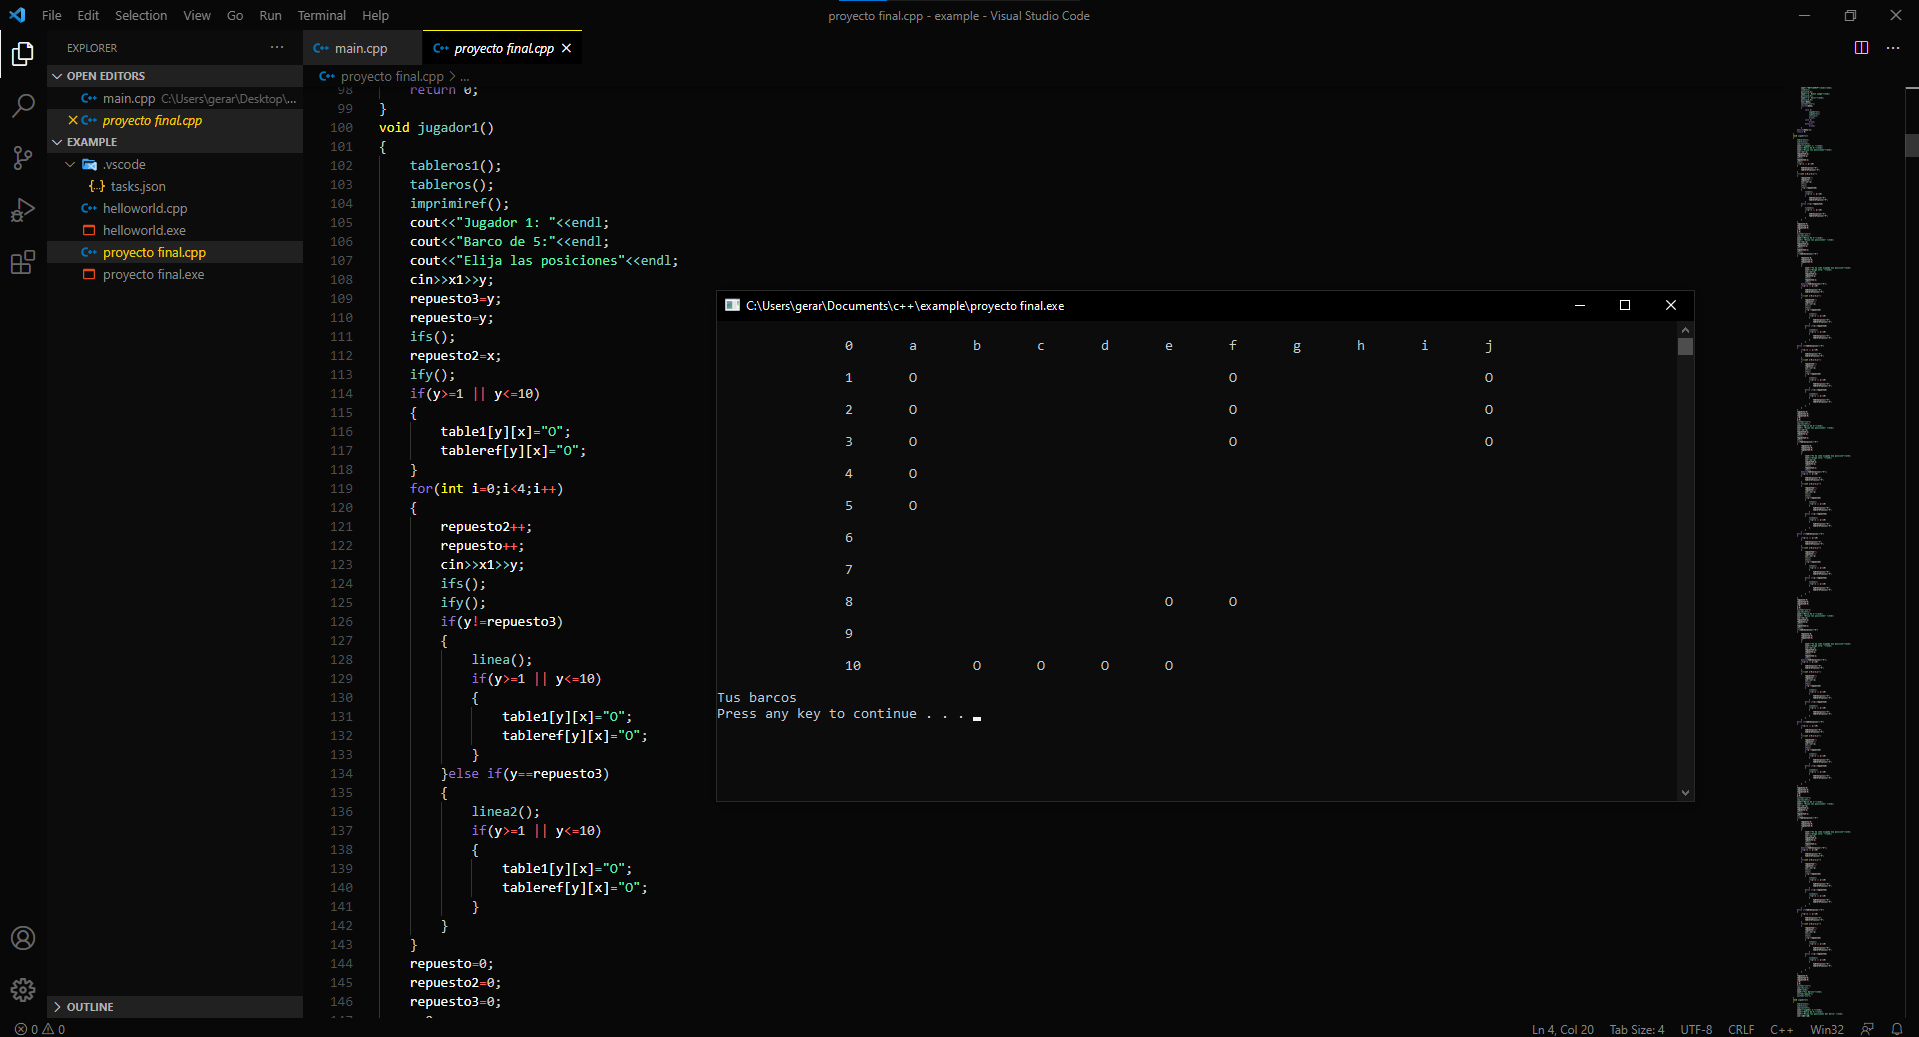 File Edit Selection View Go Run Terminal Help
proyecto final.cpp - example - Visual Studio Code
EXPLORER ...
OPEN EDITORS
main.cpp C:\Users\gerar\Desktop\...
proyecto final.cpp
EXAMPLE
.vscode
tasks.json
helloworld.cpp
helloworld.exe
proyecto final.cpp
proyecto final.exe
OUTLINE
main.cpp proyecto final.cpp
proyecto final.cpp > ...
98 return 0;
99 }
100 void jugador1()
101 {
102 tableros1();
103 tableros();
104 imprimiref();
105 cout<<"Jugador 1: "<<endl;
106 cout<<"Barco de 5:"<<endl;
107 cout<<"Elija las posiciones"<<endl;
108 cin>>x1>>y;
109 repuesto3=y;
110 repuesto=y;
111 ifs();
112 repuesto2=x;
113 ify();
114 if(y>=1 || y<=10)
115 {
116 table1[y][x]="O";
117 tableref[y][x]="O";
118 }
119 for(int i=0;i<4;i++)
120 {
121 repuesto2++;
122 repuesto++;
123 cin>>x1>>y;
124 ifs();
125 ify();
126 if(y!=repuesto3)
127 {
128 linea();
129 if(y>=1 || y<=10)
130 {
131 table1[y][x]="O";
132 tableref[y][x]="O";
133 }
134 }else if(y==repuesto3)
135 {
136 linea2();
137 if(y>=1 || y<=10)
138 {
139 table1[y][x]="O";
140 tableref[y][x]="O";
141 }
142 }
143 }
144 repuesto=0;
145 repuesto2=0;
146 repuesto3=0;
C:\Users\gerar\Documents\c++\example\proyecto final.exe
0 a b c d e f g h i j
1 O O O
2 O O O
3 O O O
4 O
5 O
6
7
8 O O
9
10 O O O O
Tus barcos
Press any key to continue . . .
0 0
Ln 4, Col 20 Tab Size: 4 UTF-8 CRLF C++ Win32